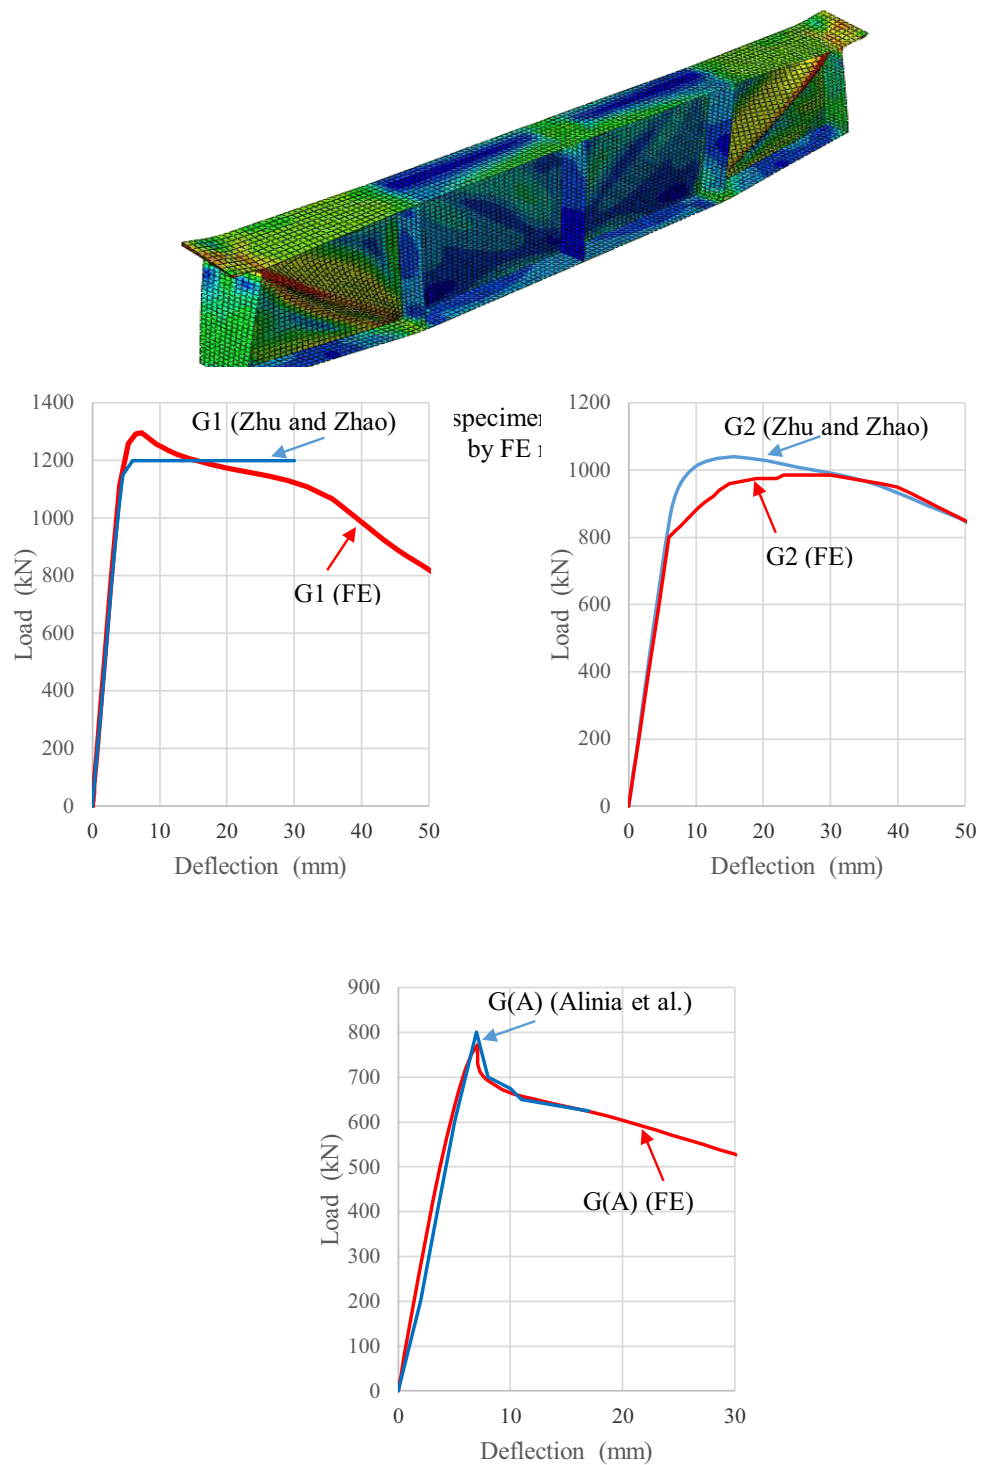 1400
1200
1000
800
600
400
200
0
0 10 20 30 40 50
Load (kN)
Deflection (mm)
G1 (Zhu and Zhao)
G1 (FE)
by FE
1200
1000
800
600
400
200
0
0 10 20 30 40 50
Load (kN)
Deflection (mm)
G2 (Zhu and Zhao)
G2 (FE)
900
800
700
600
500
400
300
200
100
0
0 10 20 30
Load (kN)
Deflection (mm)
G(A) (Alinia et al.)
G(A) (FE)